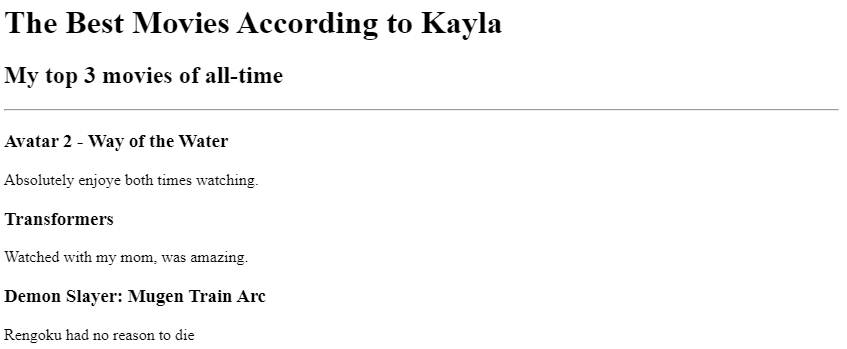 The Best Movies According to Kayla
My top 3 movies of all-time
Avatar 2 - Way of the Water
Absolutely enjoye both times watching.
Transformers
Watched with my mom, was amazing.
Demon Slayer: Mugen Train Arc
Rengoku had no reason to die